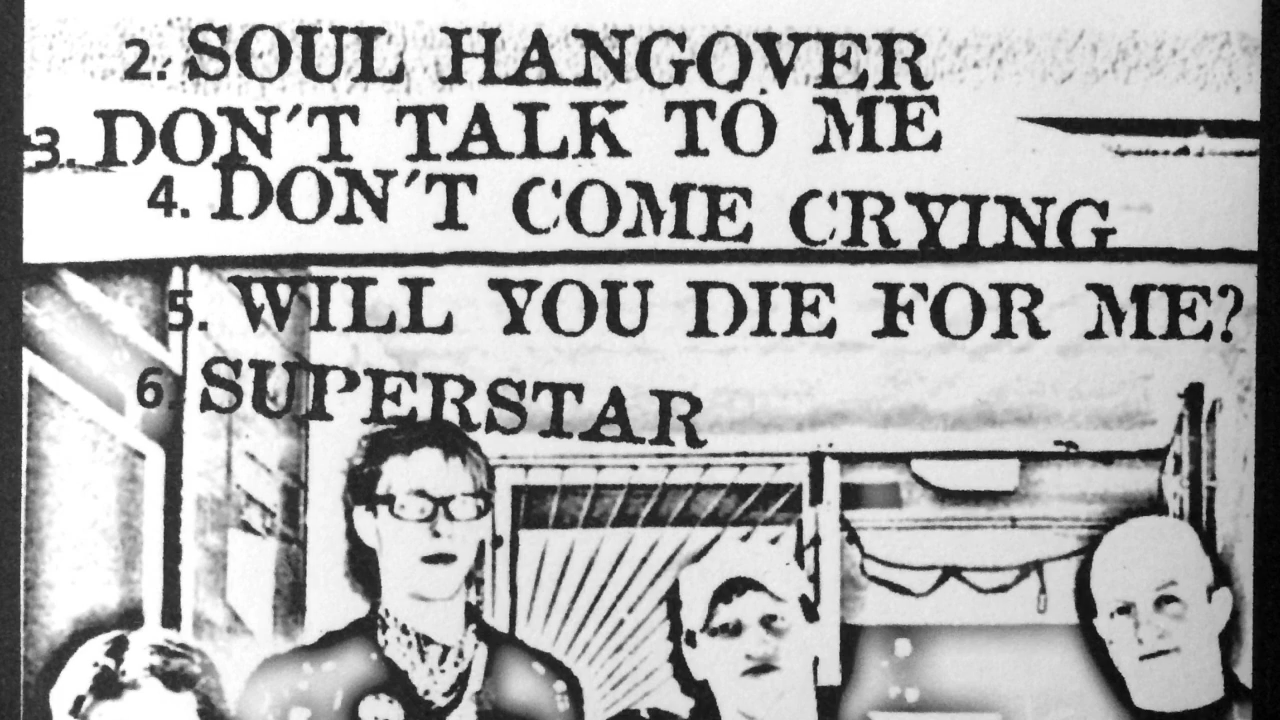 2. SOUL HANGOVER
3. DON'T TALK TO ME
4. DON'T COME CRYING
5. WILL YOU DIE FOR ME?
6 SUPERSTAR